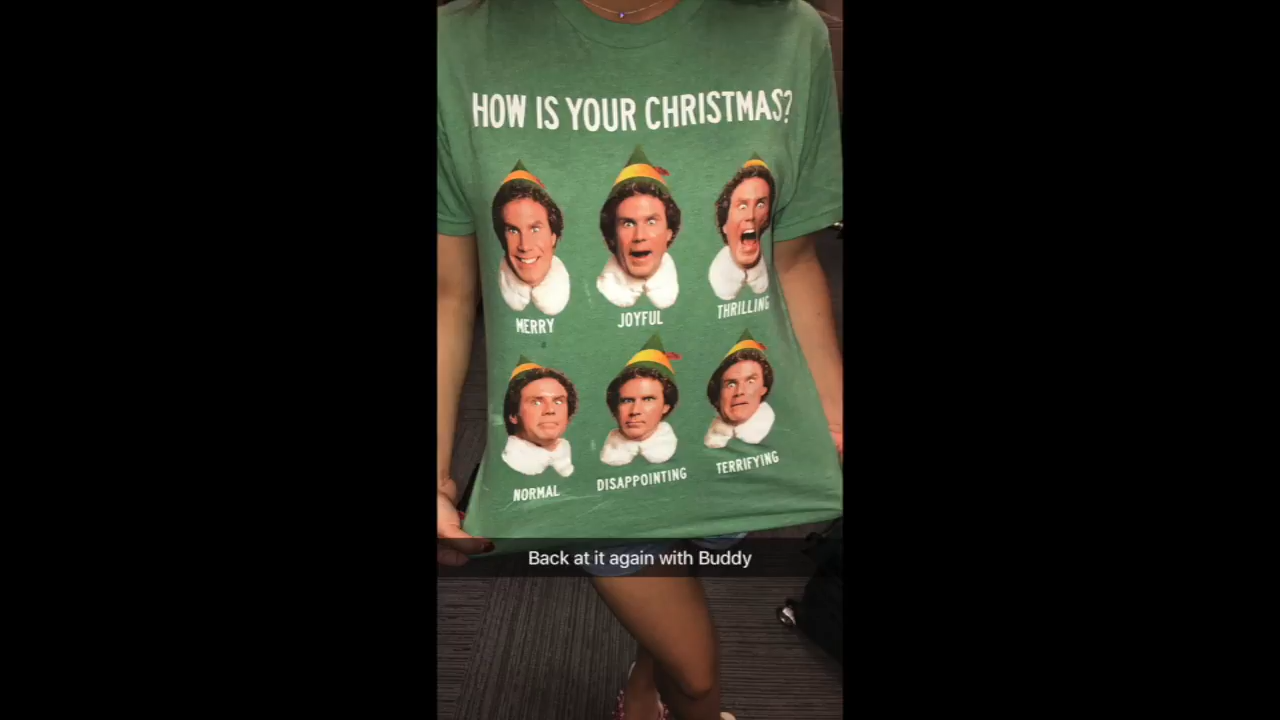 HOW IS YOUR CHRISTMAS?
MERRY JOYFUL THRILLING
NORMAL DISAPPOINTING TERRIFYING
Back at it again with Buddy